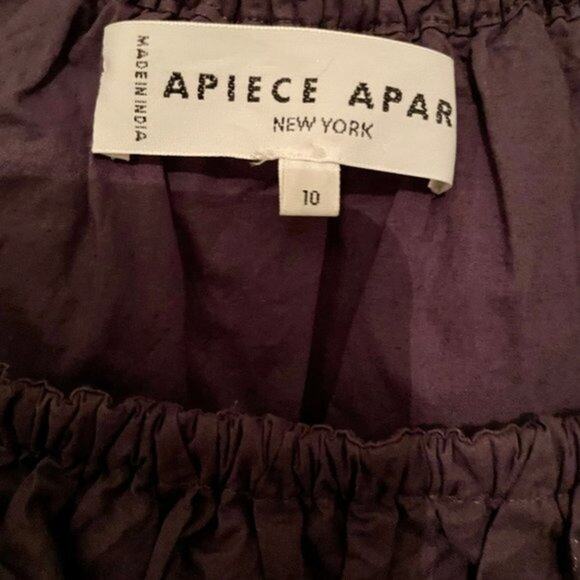 MADE IN INDIA
APIECE APAR
NEW YORK
10